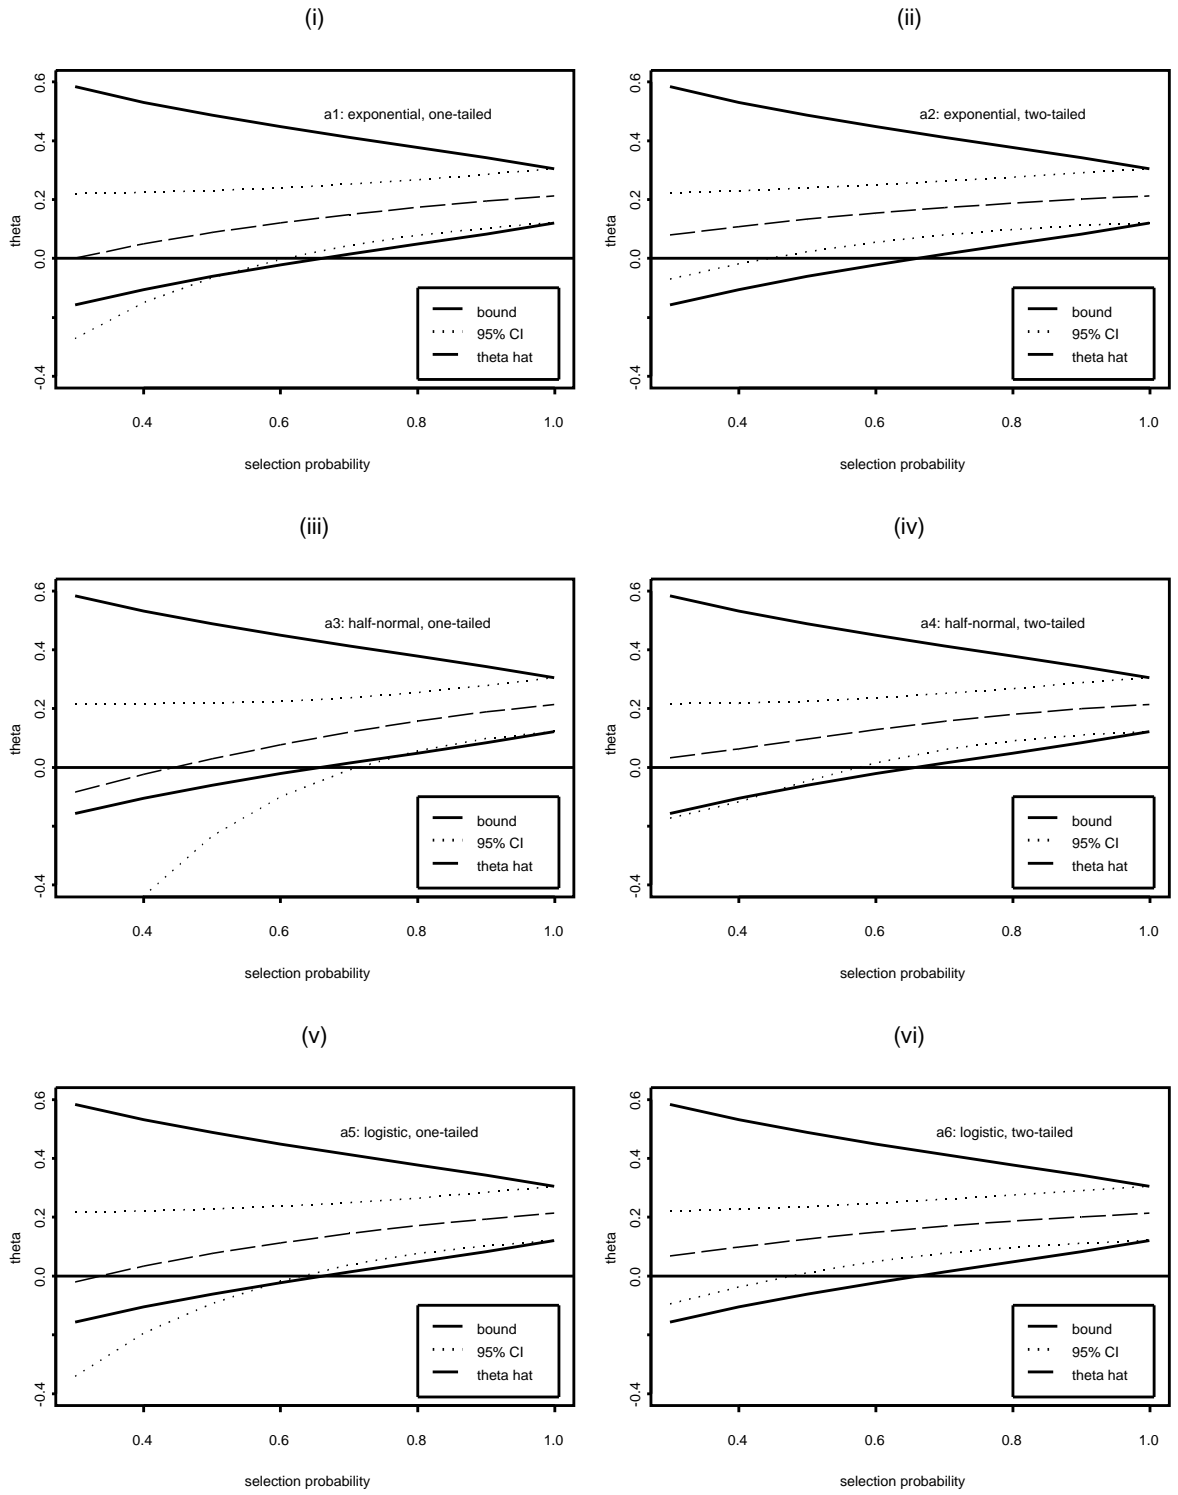 (i)
0.6
0.4
0.2
0.0
-0.4
theta
a1: exponential, one-tailed
bound
95% CI
theta hat
0.4 0.6 0.8 1.0
selection probability
(ii)
0.6
0.4
0.2
0.0
-0.4
theta
a2: exponential, two-tailed
bound
95% CI
theta hat
0.4 0.6 0.8 1.0
selection probability
(iii)
0.6
0.4
0.2
0.0
-0.4
theta
a3: half-normal, one-tailed
bound
95% CI
theta hat
0.4 0.6 0.8 1.0
selection probability
(iv)
0.6
0.4
0.2
0.0
-0.4
theta
a4: half-normal, two-tailed
bound
95% CI
theta hat
0.4 0.6 0.8 1.0
selection probability
(v)
0.6
0.4
0.2
0.0
-0.4
theta
a5: logistic, one-tailed
bound
95% CI
theta hat
0.4 0.6 0.8 1.0
selection probability
(vi)
0.6
0.4
0.2
0.0
-0.4
theta
a6: logistic, two-tailed
bound
95% CI
theta hat
0.4 0.6 0.8 1.0
selection probability